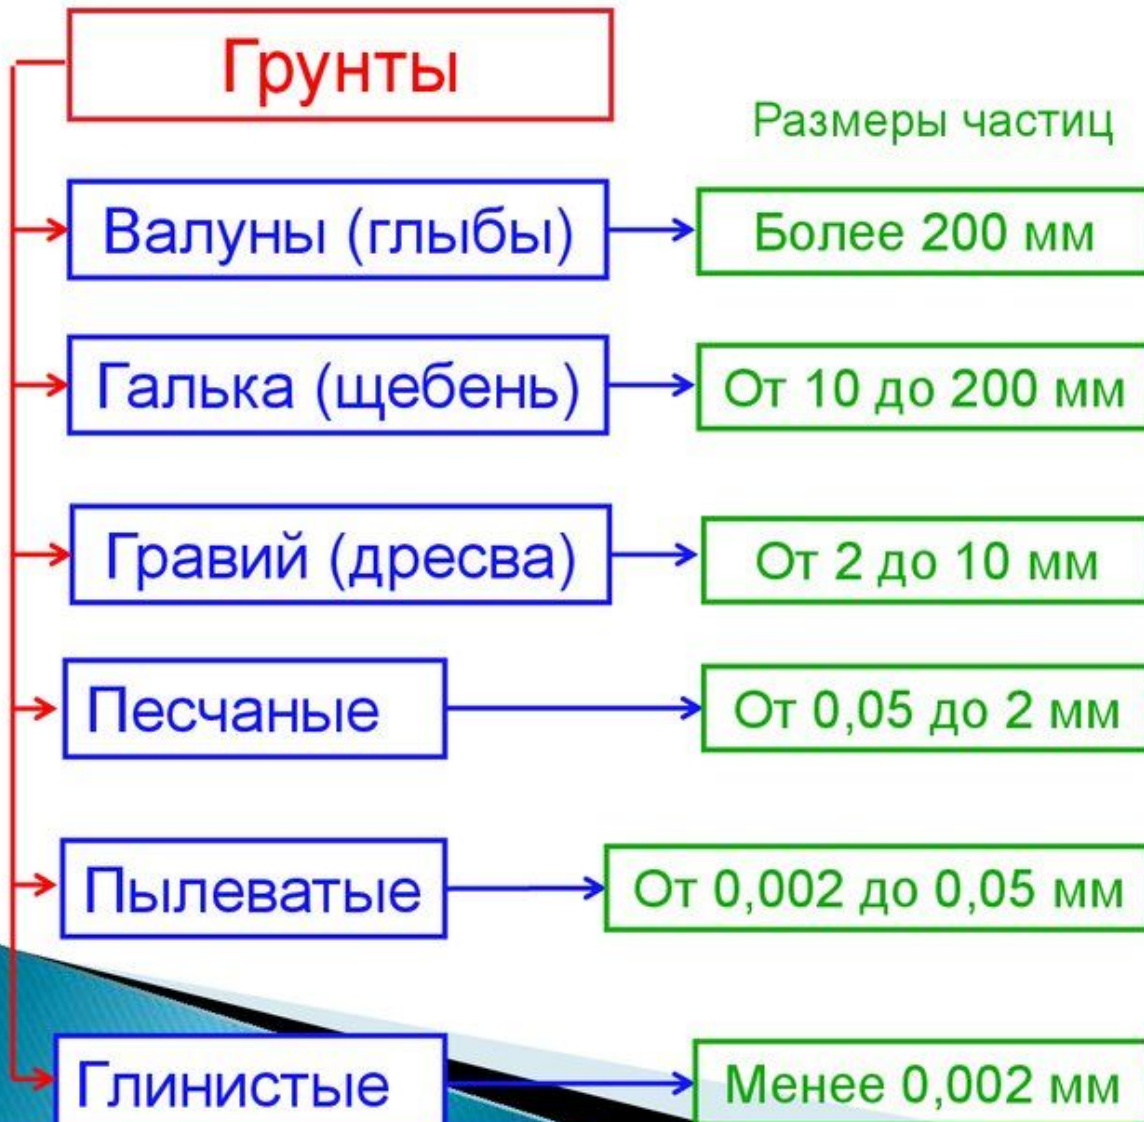 Грунты
Размеры частиц
Валуны (глыбы)
Более 200 мм
Галька (щебень)
От 10 до 200 мм
Гравий (дресва)
От 2 до 10 мм
Песчаные
От 0,05 до 2 мм
Пылеватые
От 0,002 до 0,05 мм
Глинистые
Менее 0,002 мм